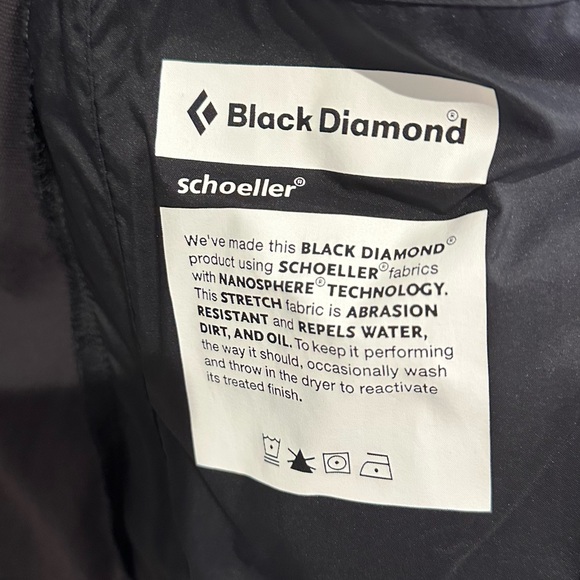 Black Diamond®
schoeller®
We've made this BLACK DIAMOND®
product using SCHOELLER® fabrics
with NANOSPHERE® TECHNOLOGY.
This STRETCH fabric is ABRASION
RESISTANT and REPELS WATER,
DIRT, AND OIL. To keep it performing
the way it should, occasionally wash
and throw in the dryer to reactivate
its treated finish.